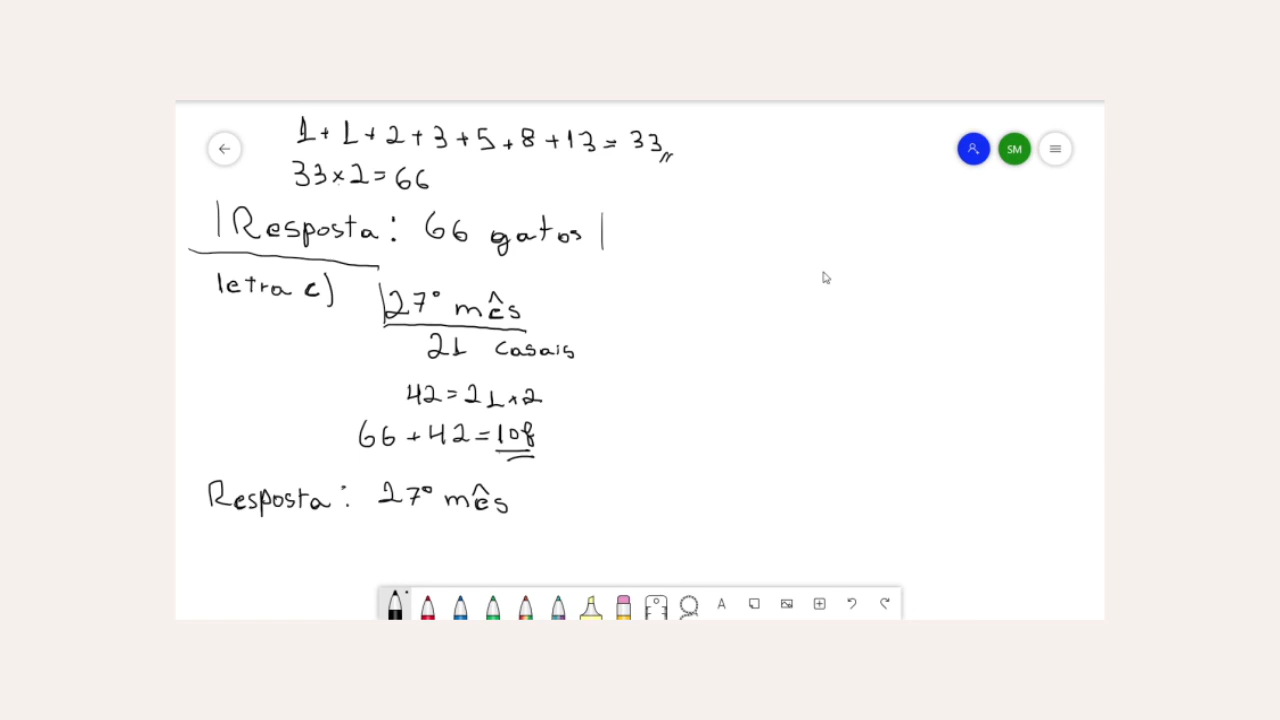 1 + 1 + 2 + 3 + 5 + 8 + 13 = 33
33 x 2 = 66
Resposta: 66 gatos
letra c)
27° mês
21 casais
42 = 21 x 2
66 + 42 = 108
Resposta: 27° mês
SM
A